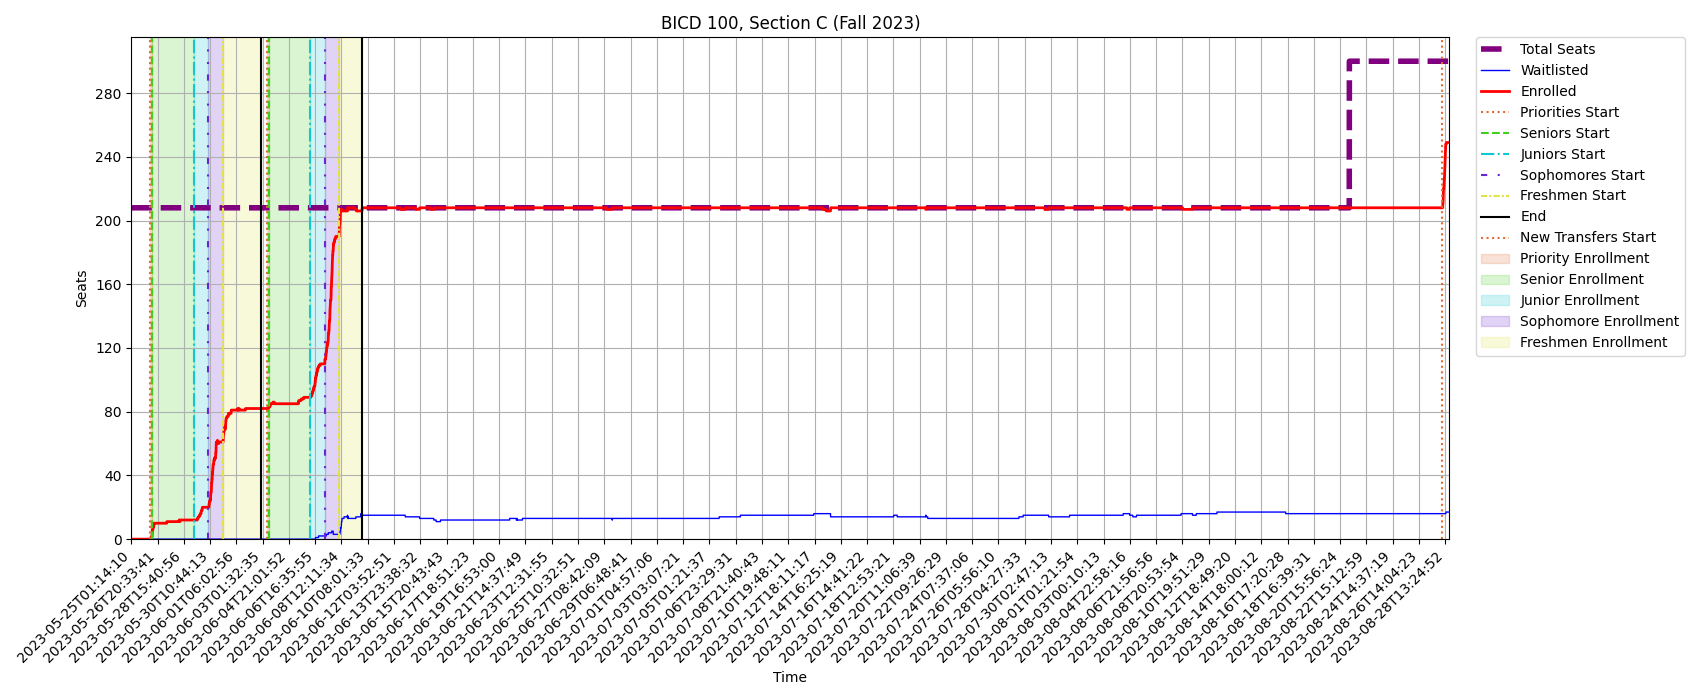 BICD 100, Section C (Fall 2023)
Seats
280
240
200
160
120
80
40
0
2023-05-25T01:14:10
2023-05-26T20:33:41
2023-05-28T15:40:56
2023-05-30T10:44:13
2023-06-01T06:02:56
2023-06-03T01:32:35
2023-06-04T21:01:52
2023-06-06T16:35:53
2023-06-08T12:11:34
2023-06-10T08:01:33
2023-06-12T03:52:51
2023-06-13T23:38:32
2023-06-15T20:43:43
2023-06-17T18:51:23
2023-06-19T16:53:00
2023-06-21T14:37:49
2023-06-23T12:31:55
2023-06-25T10:32:51
2023-06-27T08:42:09
2023-06-29T06:48:41
2023-07-01T04:57:06
2023-07-03T03:07:21
2023-07-05T01:21:37
2023-07-06T23:29:31
2023-07-08T21:40:43
2023-07-10T19:48:11
2023-07-12T18:11:17
2023-07-14T16:25:19
2023-07-16T14:41:22
2023-07-18T12:53:21
2023-07-20T11:06:39
2023-07-22T09:26:29
2023-07-24T07:37:06
2023-07-26T05:56:10
2023-07-28T04:27:33
2023-07-30T02:47:13
2023-08-01T01:21:54
2023-08-03T00:10:13
2023-08-04T22:58:16
2023-08-06T21:56:56
2023-08-08T20:53:54
2023-08-10T19:51:29
2023-08-12T18:49:20
2023-08-14T18:00:12
2023-08-16T17:20:28
2023-08-18T16:39:31
2023-08-20T15:56:24
2023-08-22T15:12:59
2023-08-24T14:37:19
2023-08-26T14:04:23
2023-08-28T13:24:52
Time
Total Seats
Waitlisted
Enrolled
Priorities Start
Seniors Start
Juniors Start
Sophomores Start
Freshmen Start
End
New Transfers Start
Priority Enrollment
Senior Enrollment
Junior Enrollment
Sophomore Enrollment
Freshmen Enrollment